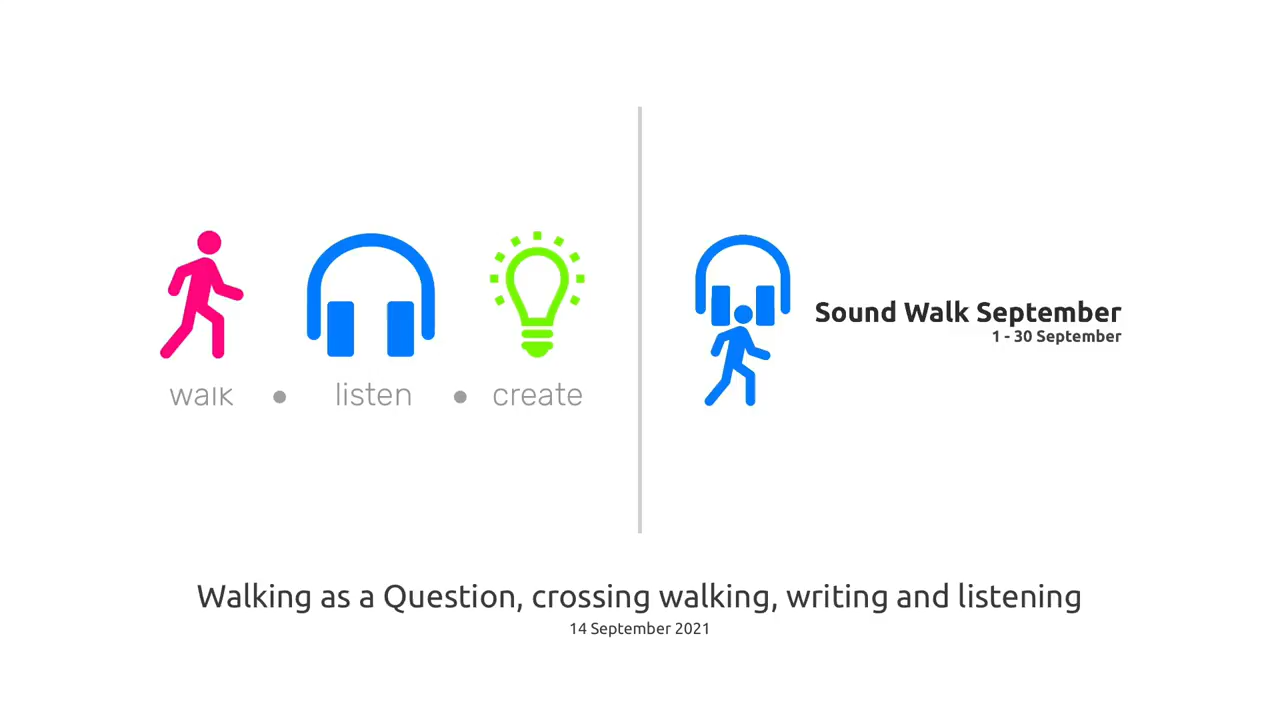 walk • listen • create
Sound Walk September
1 - 30 September
Walking as a Question, crossing walking, writing and listening
14 September 2021